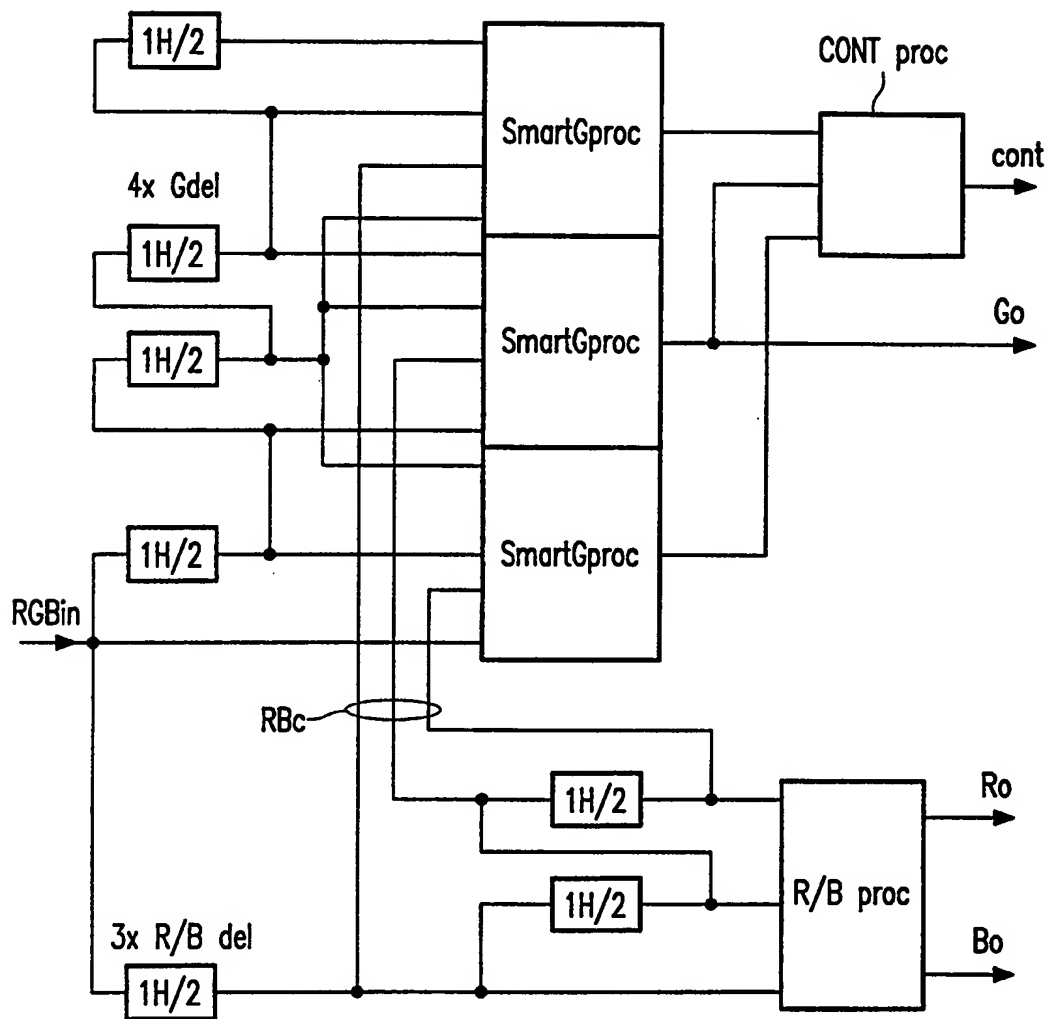 1H/2
CONT proc
SmartGproc
cont
4x Gdel
1H/2
Go
1H/2
SmartGproc
1H/2
SmartGproc
RGBin
RBc
1H/2
Ro
1H/2
R/B proc
3x R/B del
Bo
1H/2